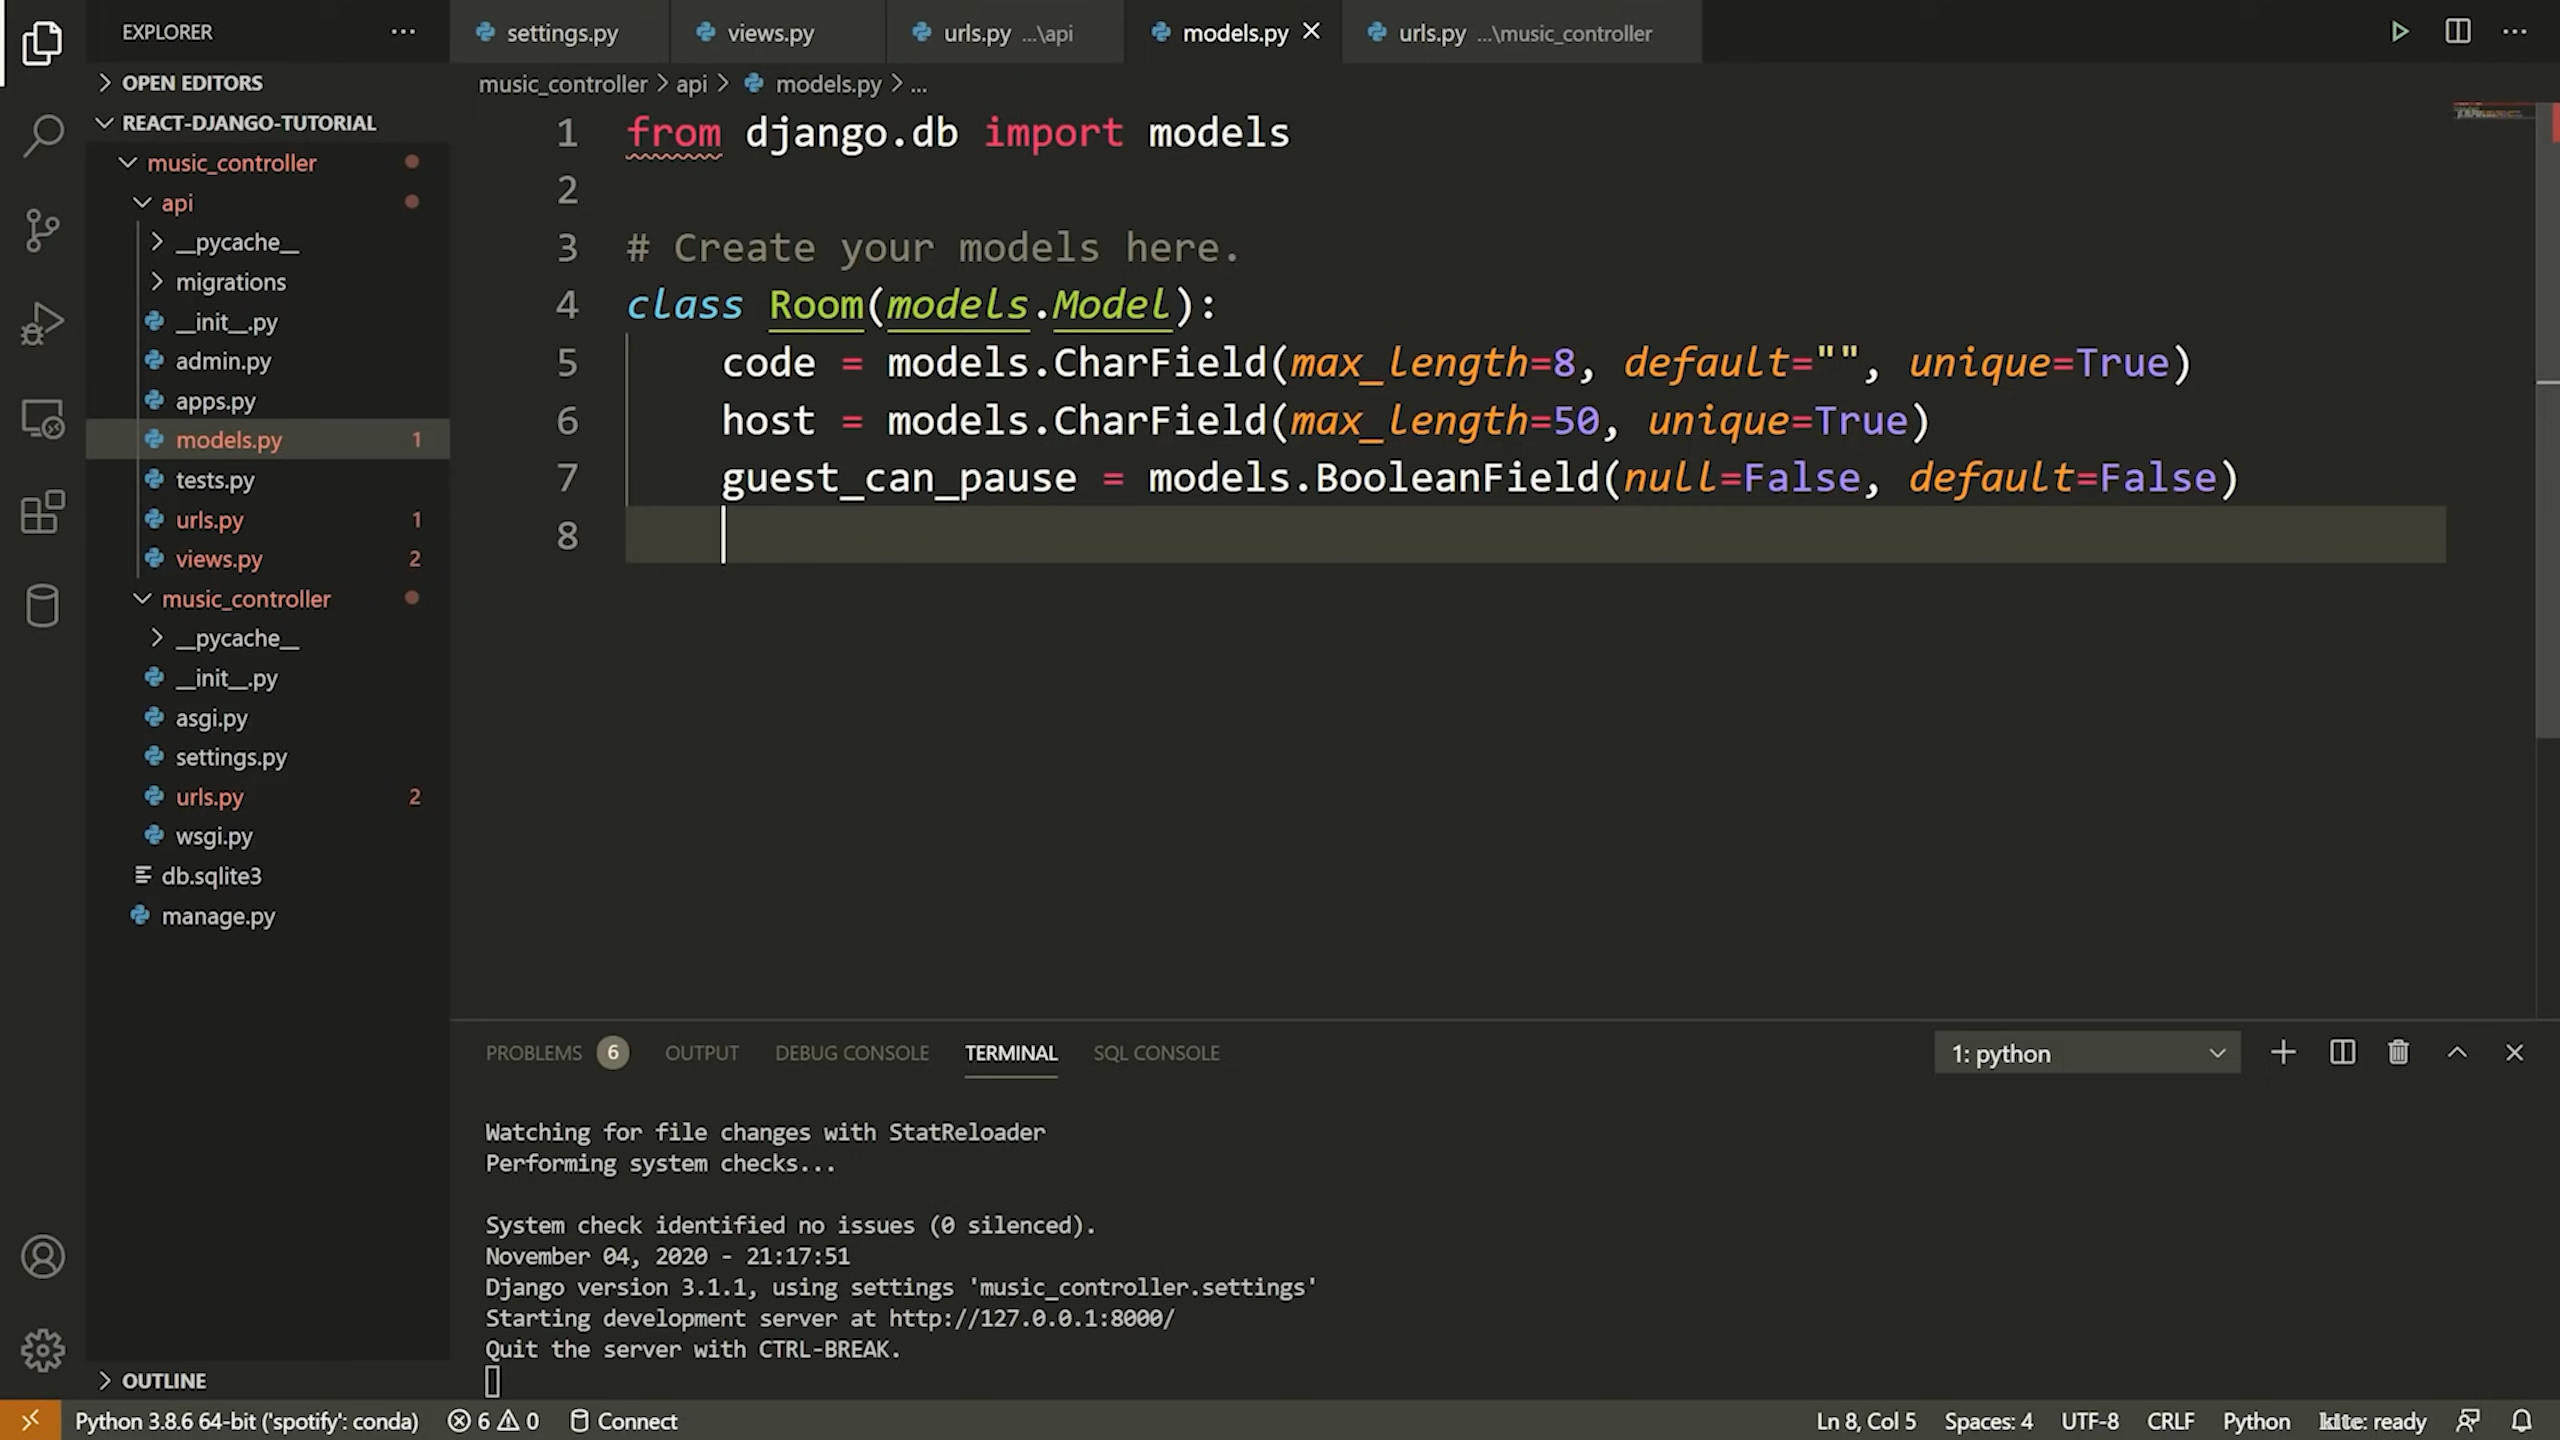 EXPLORER
OPEN EDITORS
REACT-DJANGO-TUTORIAL
music_controller
api
__pycache__
migrations
__init__.py
admin.py
apps.py
models.py 1
tests.py
urls.py 1
views.py 2
music_controller
__pycache__
__init__.py
asgi.py
settings.py
urls.py 2
wsgi.py
db.sqlite3
manage.py
OUTLINE
settings.py views.py urls.py ...\api models.py urls.py ...\music_controller
music_controller > api > models.py > ...
1 from django.db import models
2
3 # Create your models here.
4 class Room(models.Model):
5 code = models.CharField(max_length=8, default="", unique=True)
6 host = models.CharField(max_length=50, unique=True)
7 guest_can_pause = models.BooleanField(null=False, default=False)
8
PROBLEMS 6 OUTPUT DEBUG CONSOLE TERMINAL SQL CONSOLE 1: python
Watching for file changes with StatReloader
Performing system checks...
System check identified no issues (0 silenced).
November 04, 2020 - 21:17:51
Django version 3.1.1, using settings 'music_controller.settings'
Starting development server at http://127.0.0.1:8000/
Quit the server with CTRL-BREAK.
Python 3.8.6 64-bit ('spotify': conda) 6 0 Connect Ln 8, Col 5 Spaces: 4 UTF-8 CRLF Python kite: ready